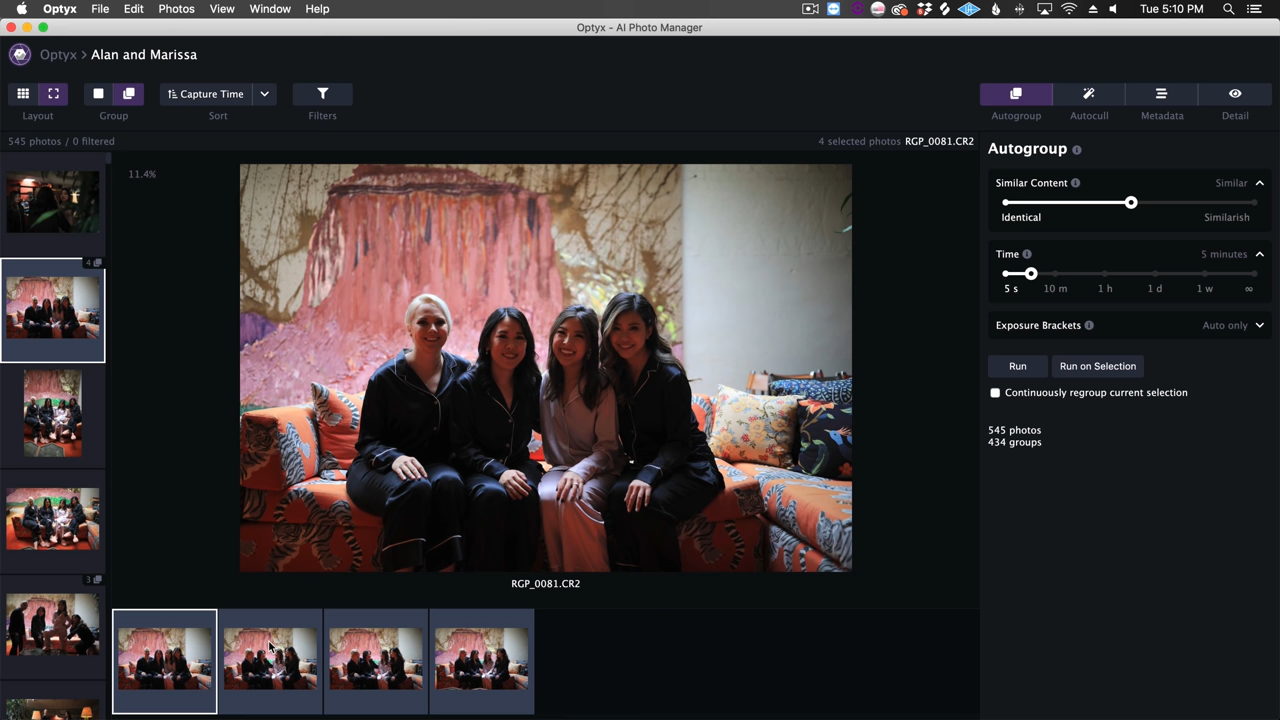 Optyx File Edit Photos View Window Help Tue 5:10 PM
Optyx - AI Photo Manager
Optyx > Alan and Marissa
Capture Time
Layout Group Sort Filters Autogroup Autocull Metadata Detail
545 photos / 0 filtered 4 selected photos RGP_0081.CR2
Autogroup
11.4%
Similar Content Similar
Identical Similarish
Time 5 minutes
4
5 s 10 m 1 h 1 d 1 w ∞
Exposure Brackets Auto only
Run Run on Selection
Continuously regroup current selection
545 photos
434 groups
3
RGP_0081.CR2